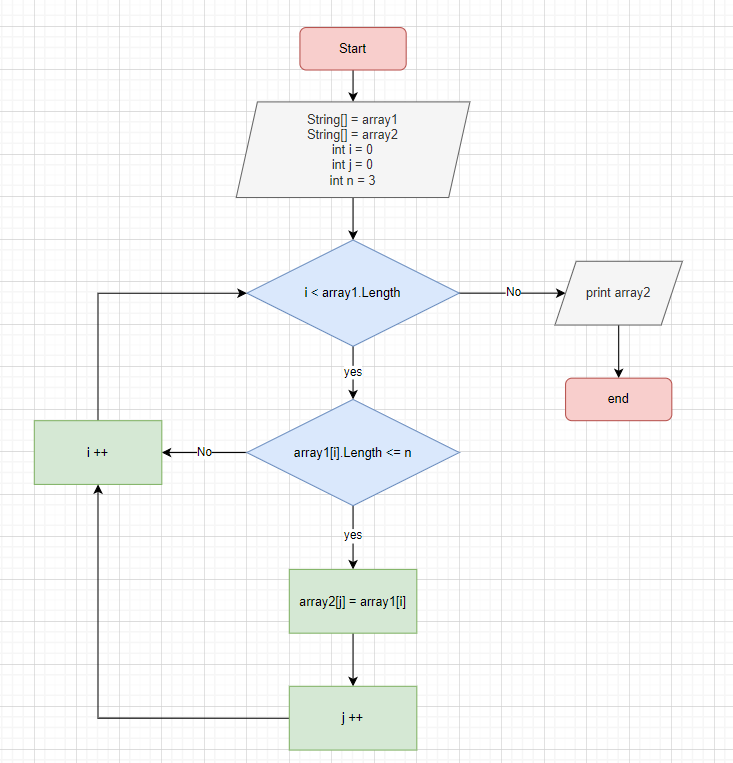 Start
String[] = array1
String[] = array2
int i = 0
int j = 0
int n = 3
i < array1.Length
No
print array2
yes
end
i ++
No
array1[i].Length <= n
yes
array2[j] = array1[i]
j ++